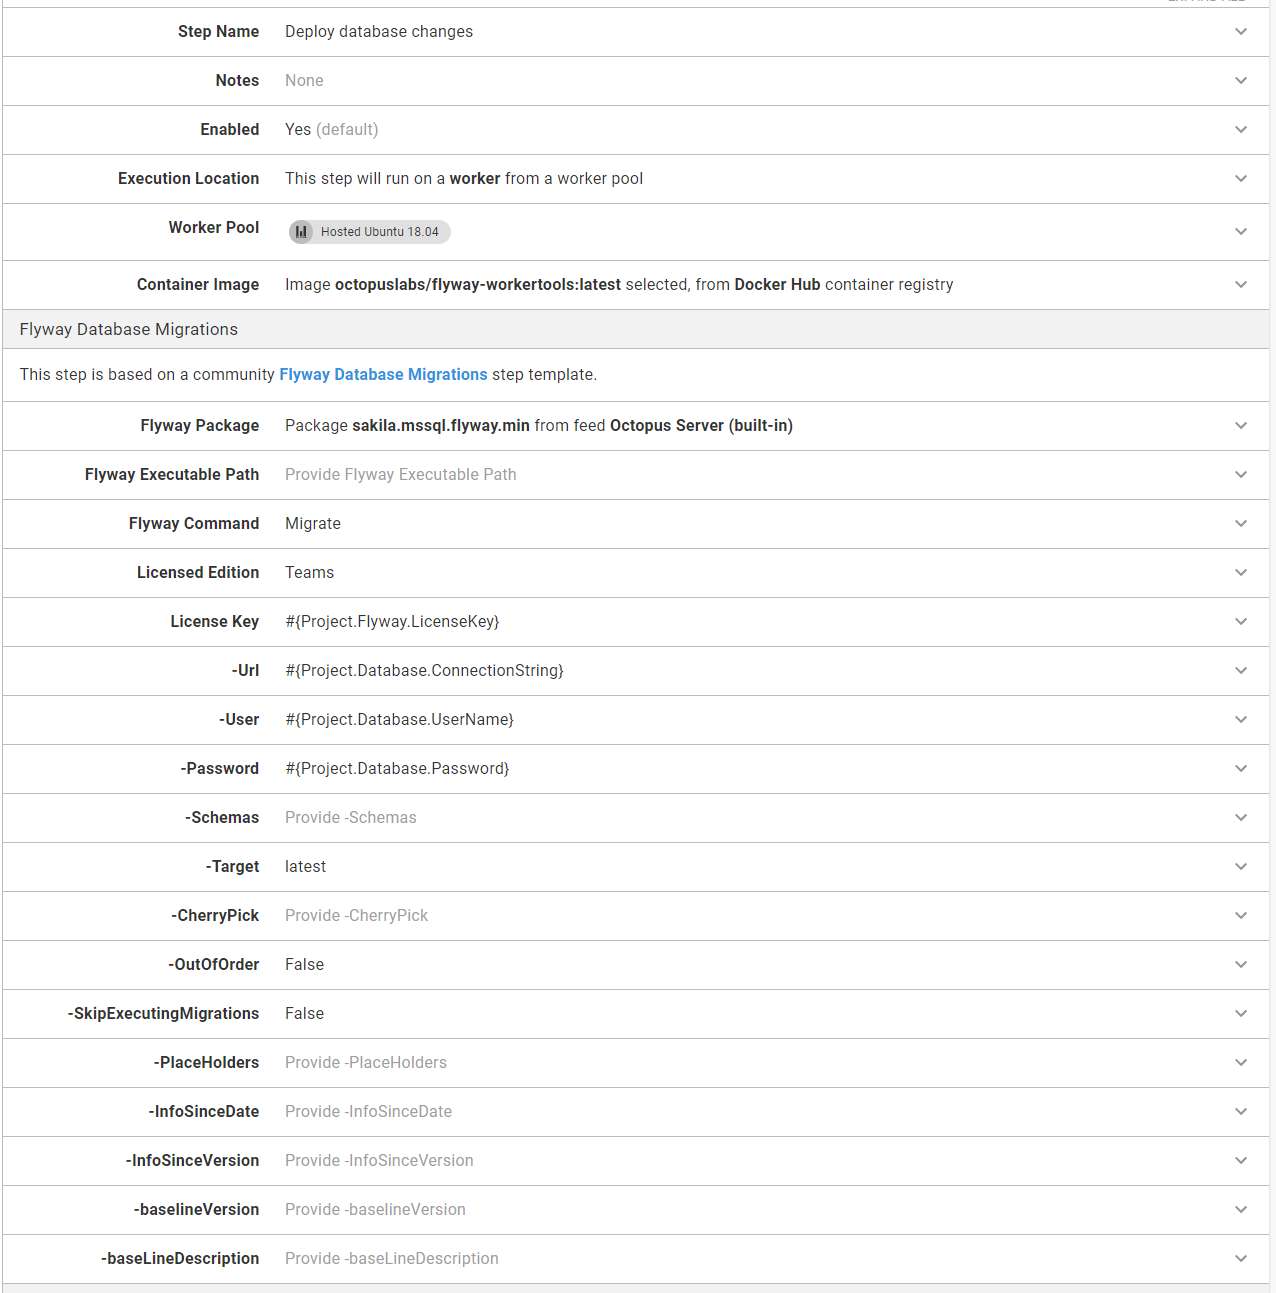 Step Name Deploy database changes
Notes None
Enabled Yes (default)
Execution Location This step will run on a worker from a worker pool
Worker Pool Hosted Ubuntu 18.04
Container Image Image octopuslabs/flyway-workertools:latest selected, from Docker Hub container registry
Flyway Database Migrations
This step is based on a community Flyway Database Migrations step template.
Flyway Package Package sakila.mssql.flyway.min from feed Octopus Server (built-in)
Flyway Executable Path Provide Flyway Executable Path
Flyway Command Migrate
Licensed Edition Teams
License Key #{Project.Flyway.LicenseKey}
-Url #{Project.Database.ConnectionString}
-User #{Project.Database.UserName}
-Password #{Project.Database.Password}
-Schemas Provide -Schemas
-Target latest
-CherryPick Provide -CherryPick
-OutOfOrder False
-SkipExecutingMigrations False
-PlaceHolders Provide -PlaceHolders
-InfoSinceDate Provide -InfoSinceDate
-InfoSinceVersion Provide -InfoSinceVersion
-baselineVersion Provide -baselineVersion
-baseLineDescription Provide -baseLineDescription